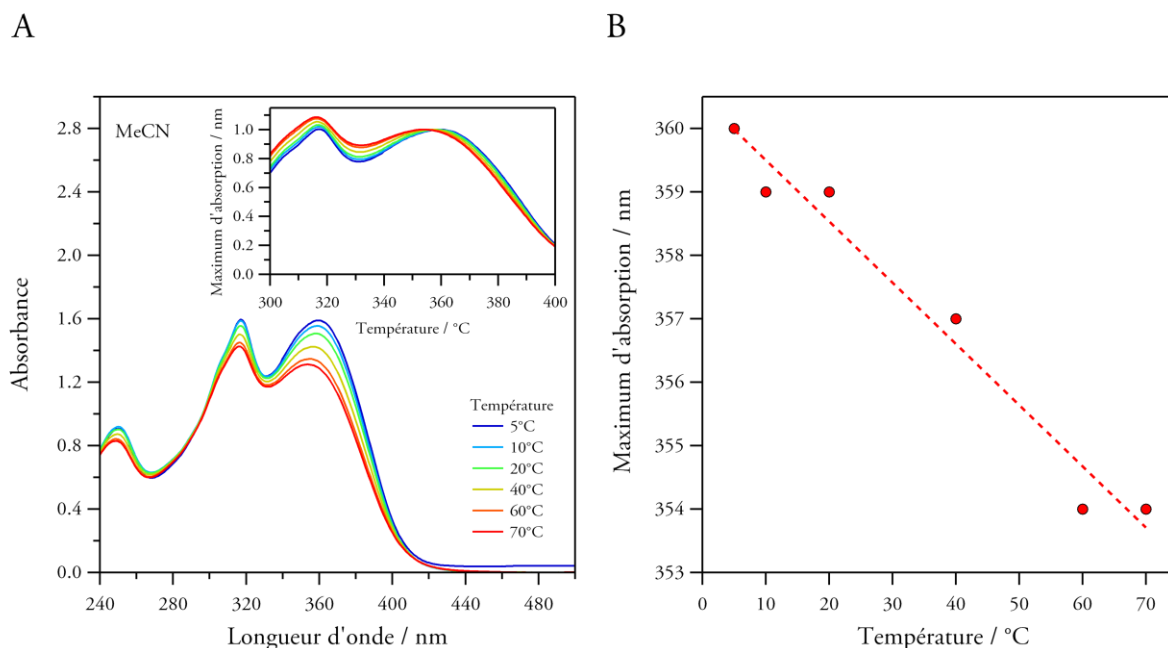 A
B
MeCN
Maximum d'absorption / nm
1.0
0.8
0.6
0.4
0.2
0.0
300
320
340
360
380
400
Température / °C
Absorbance
2.8
2.4
2.0
1.6
1.2
0.8
0.4
0.0
Température
5°C
10°C
20°C
40°C
60°C
70°C
240
280
320
360
400
440
480
Longueur d'onde / nm
Maximum d'absorption / nm
360
359
358
357
356
355
354
353
0
10
20
30
40
50
60
70
Température / °C